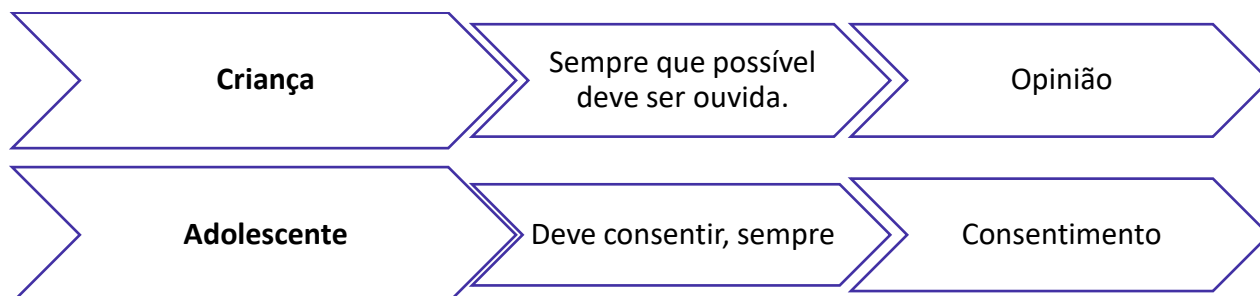 Criança
Sempre que possível
deve ser ouvida.
Opinião
Adolescente
Deve consentir, sempre
Consentimento